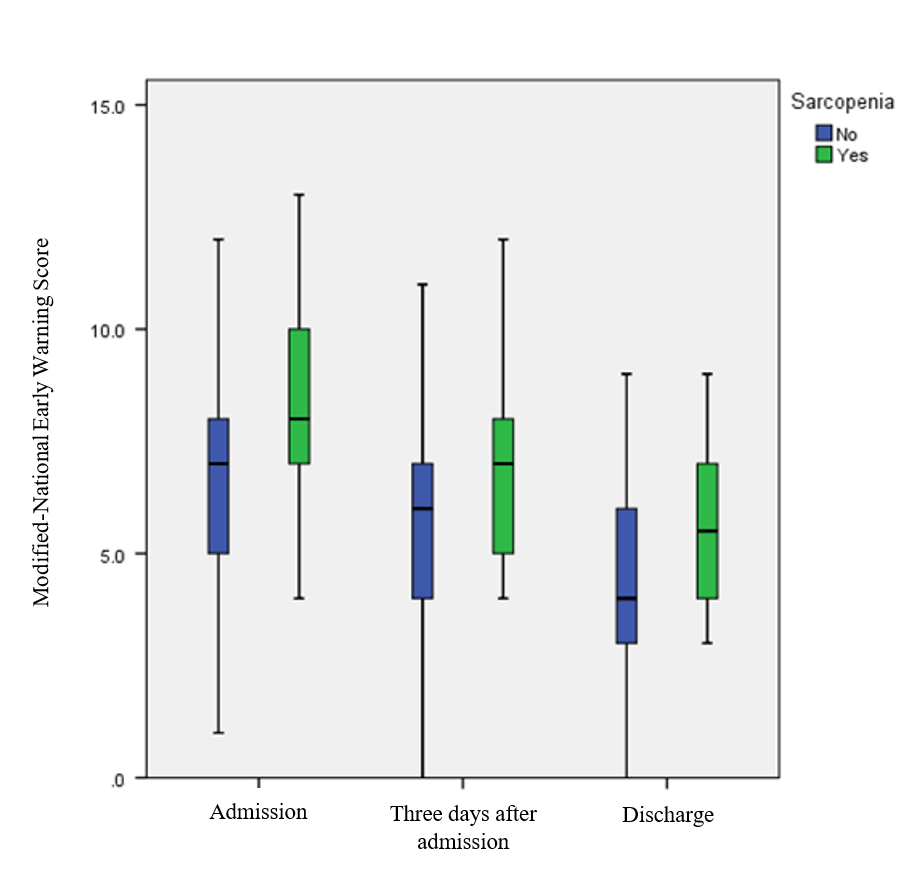 Sarcopenia
No
Yes
Modified-National Early Warning Score
15.0
10.0
5.0
.0
Admission
Three days after
admission
Discharge